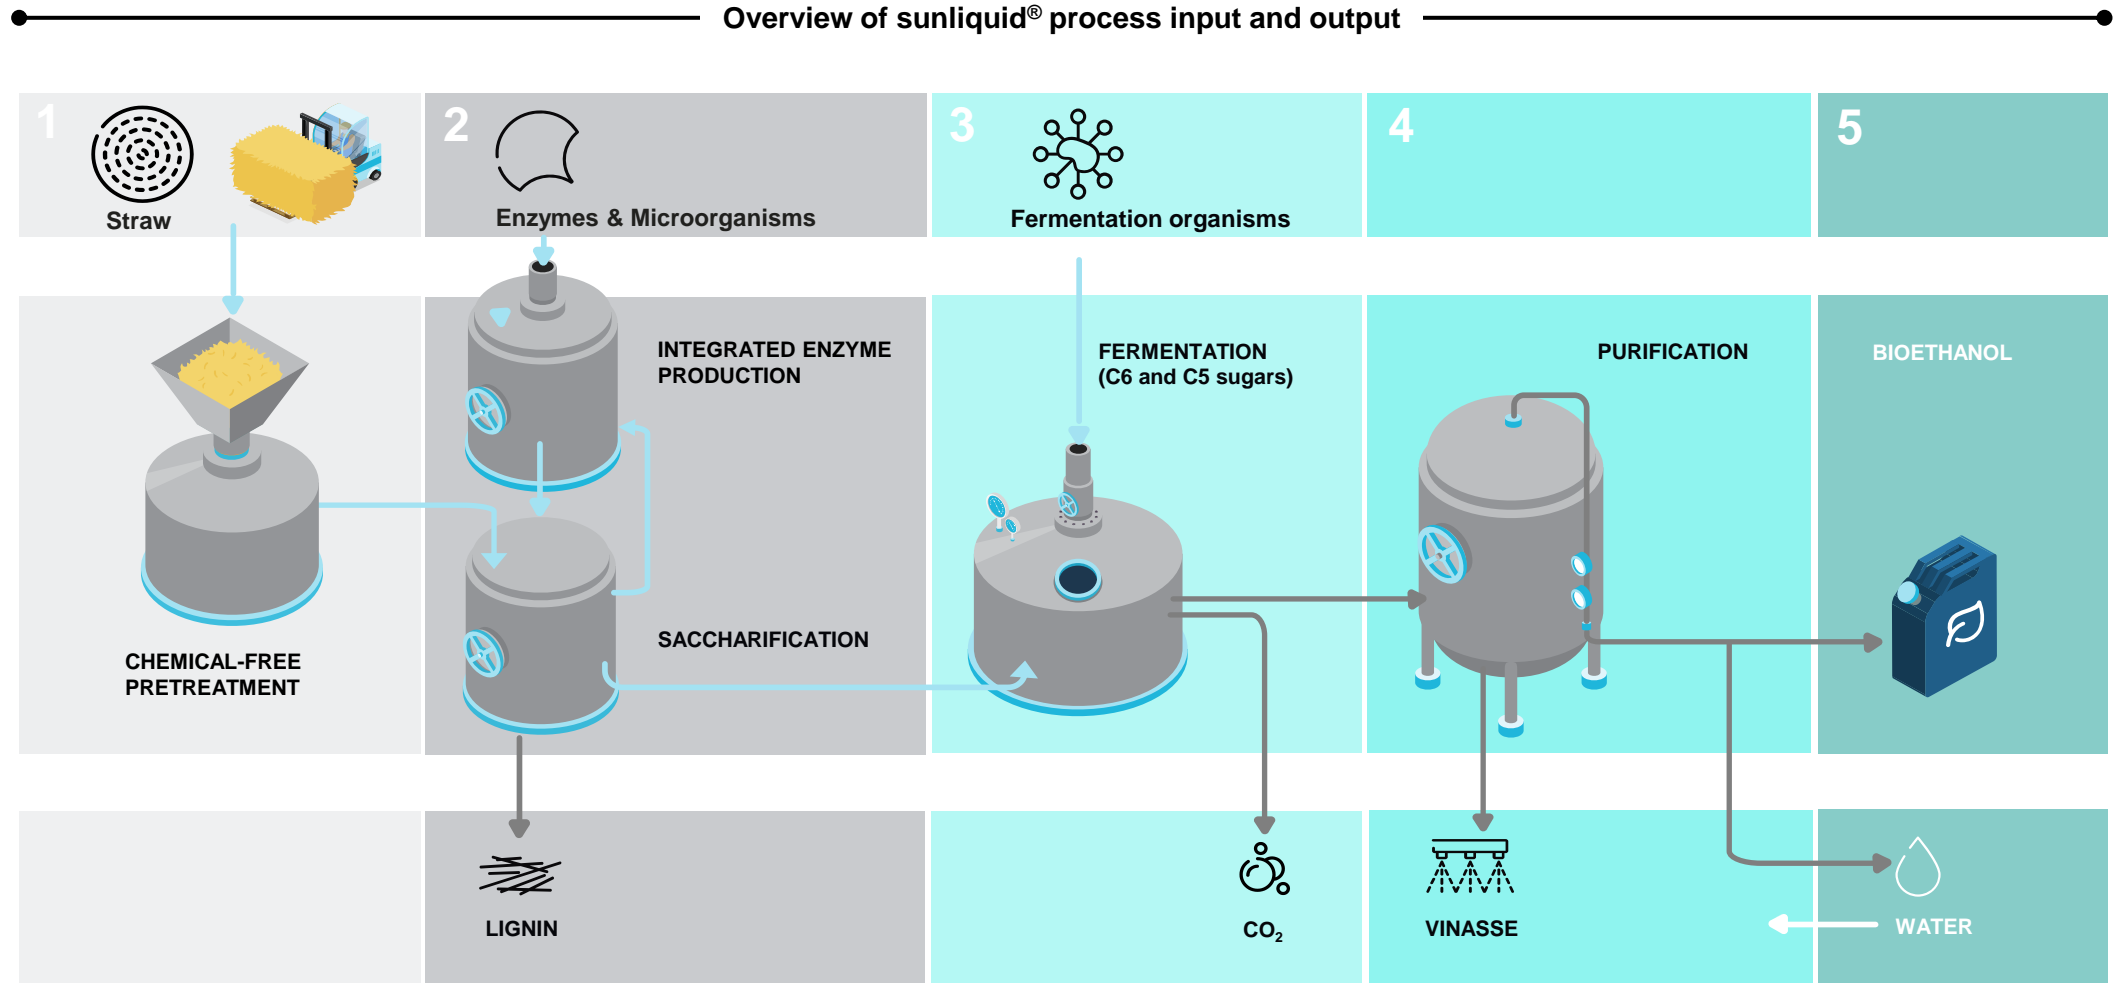 Overview of sunliquid® process input and output
1
Straw
2
Enzymes & Microorganisms
3
Fermentation organisms
4
5
CHEMICAL-FREE
PRETREATMENT
INTEGRATED ENZYME
PRODUCTION
SACCHARIFICATION
FERMENTATION
(C6 and C5 sugars)
PURIFICATION
BIOETHANOL
LIGNIN
CO₂
VINASSE
WATER